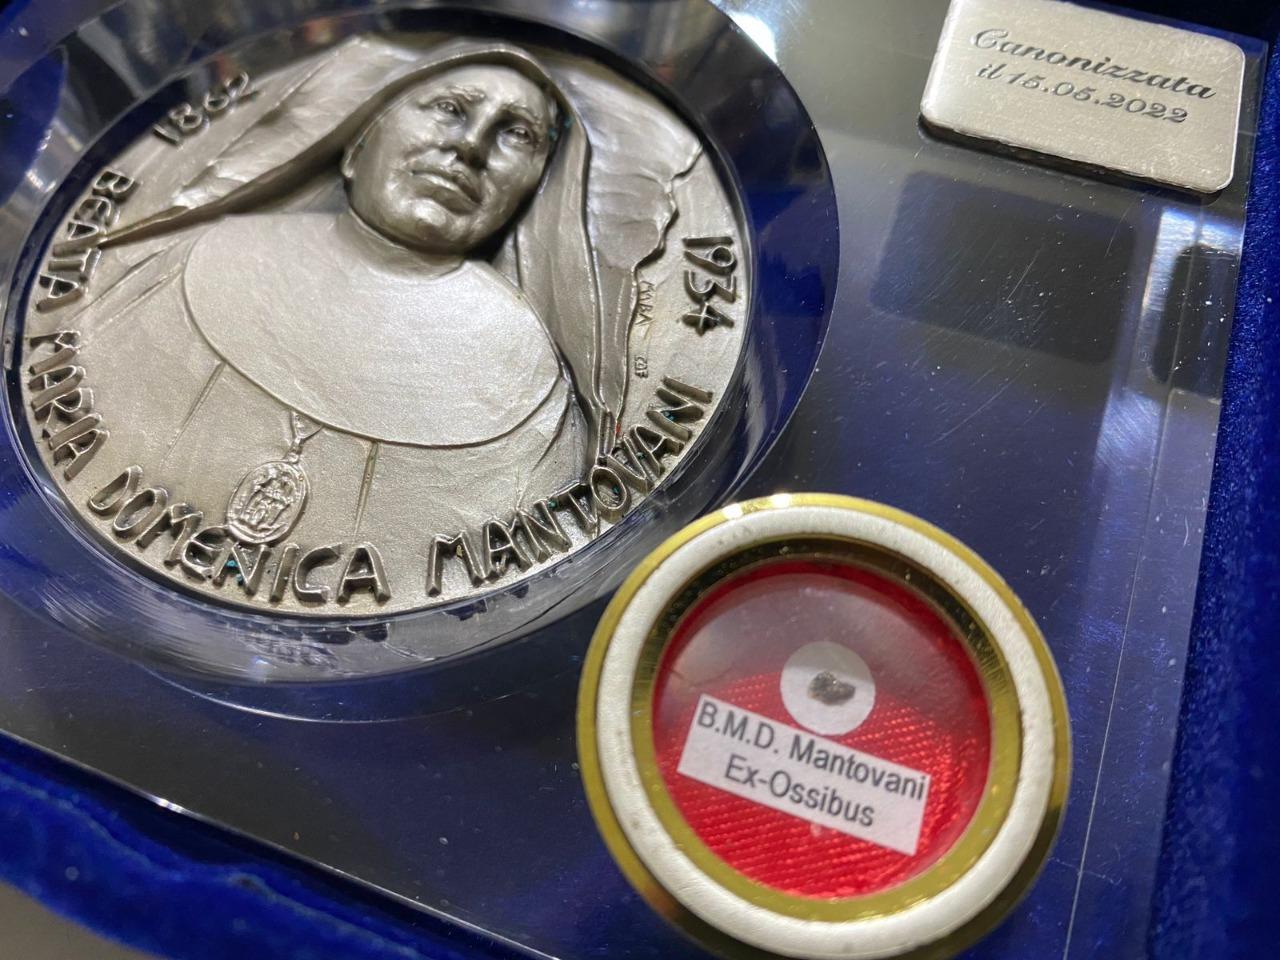 BEATA MARIA DOMENICA MANTOVANI
1862
1934
Canonizzata
il 15.05.2022
B.M.D. Mantovani
Ex-Ossibus